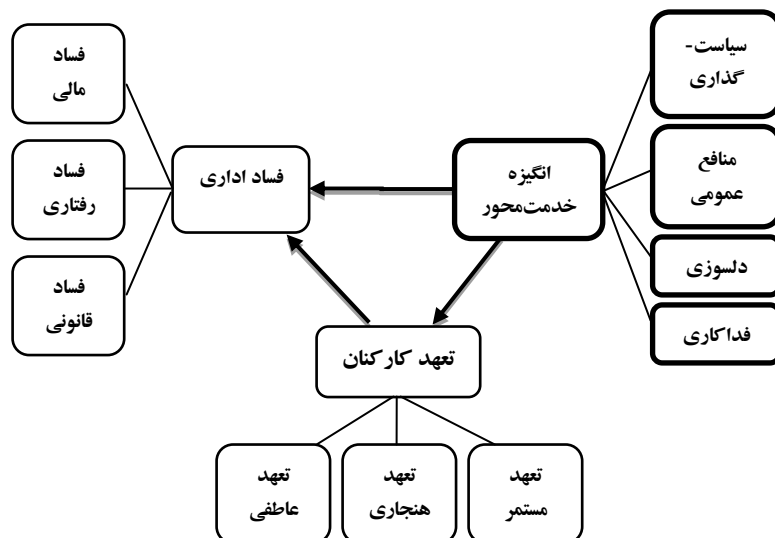 سیاست-
گذاری
منافع
عمومی
دلسوزی
فداکاری
انگیزه
خدمت‌محور
فساد اداری
فساد
مالی
فساد
رفتاری
فساد
قانونی
تعهد کارکنان
تعهد
مستمر
تعهد
هنجاری
تعهد
عاطفی